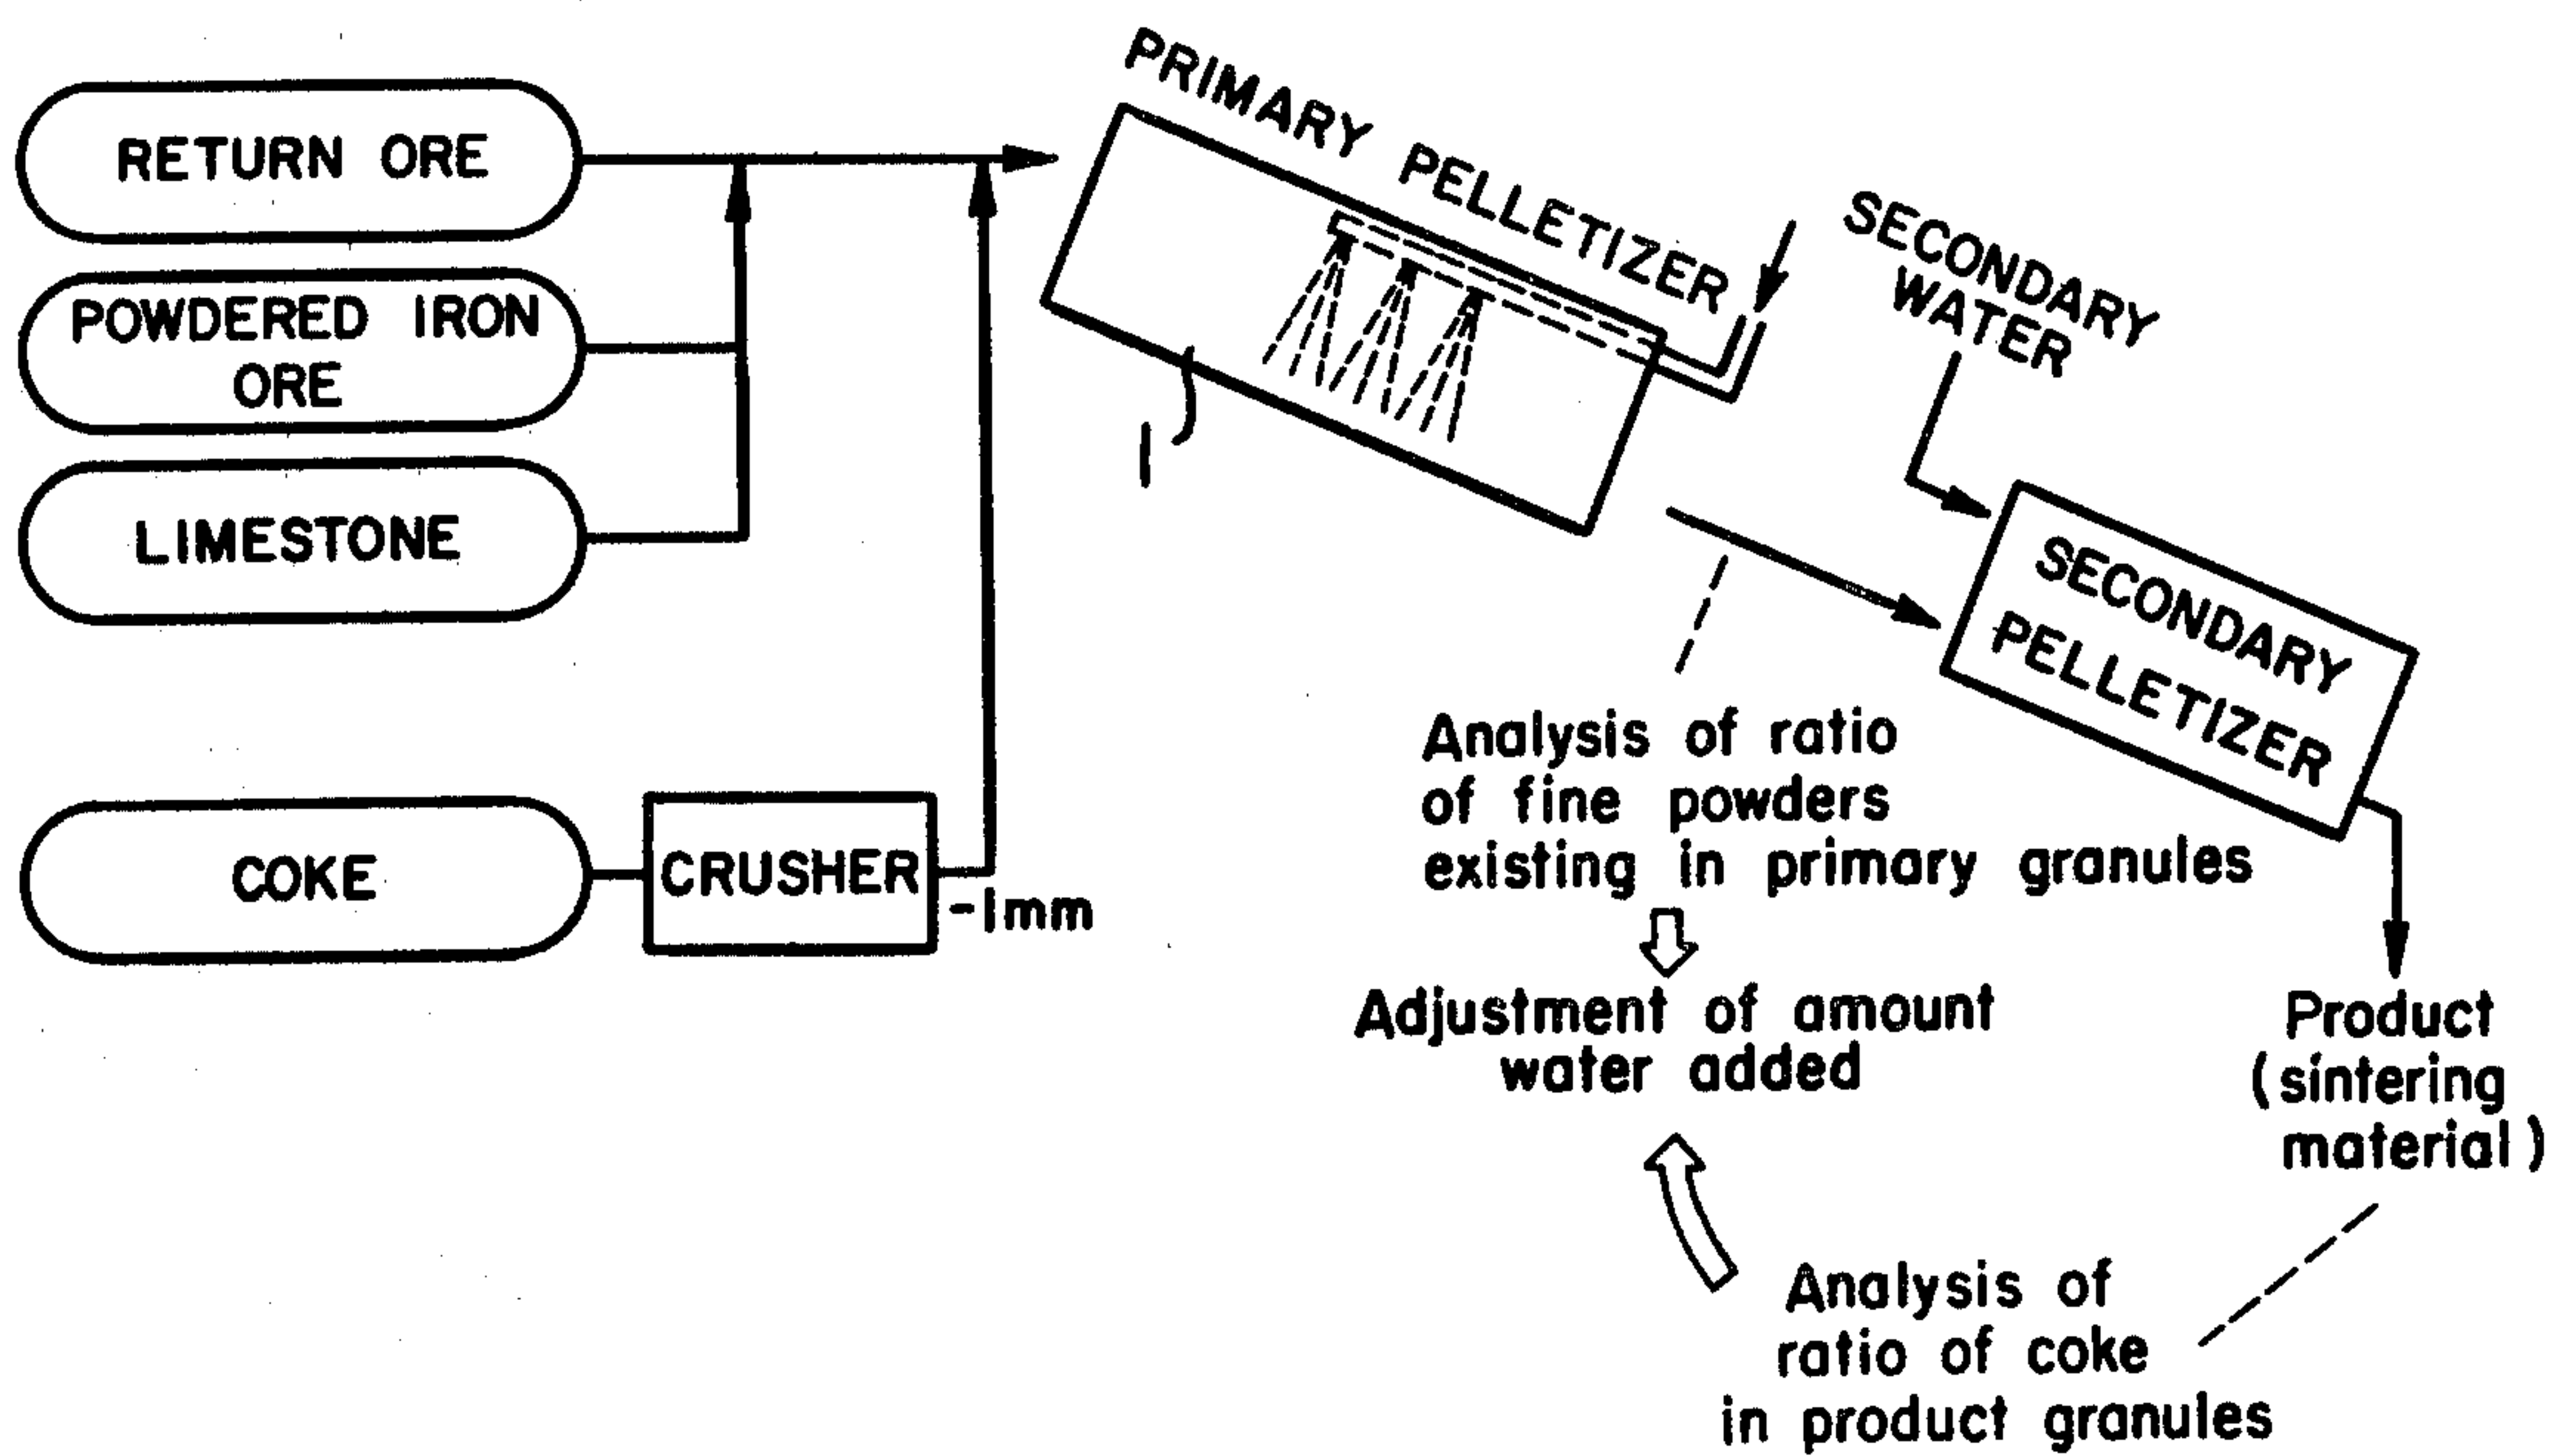 RETURN ORE
POWDERED IRON
ORE
LIMESTONE
COKE
CRUSHER
-1mm
PRIMARY PELLETIZER
1
SECONDARY
WATER
SECONDARY
PELLETIZER
Analysis of ratio
of fine powders
existing in primary granules
Adjustment of amount
water added
Product
(sintering
material)
Analysis of
ratio of coke
in product granules